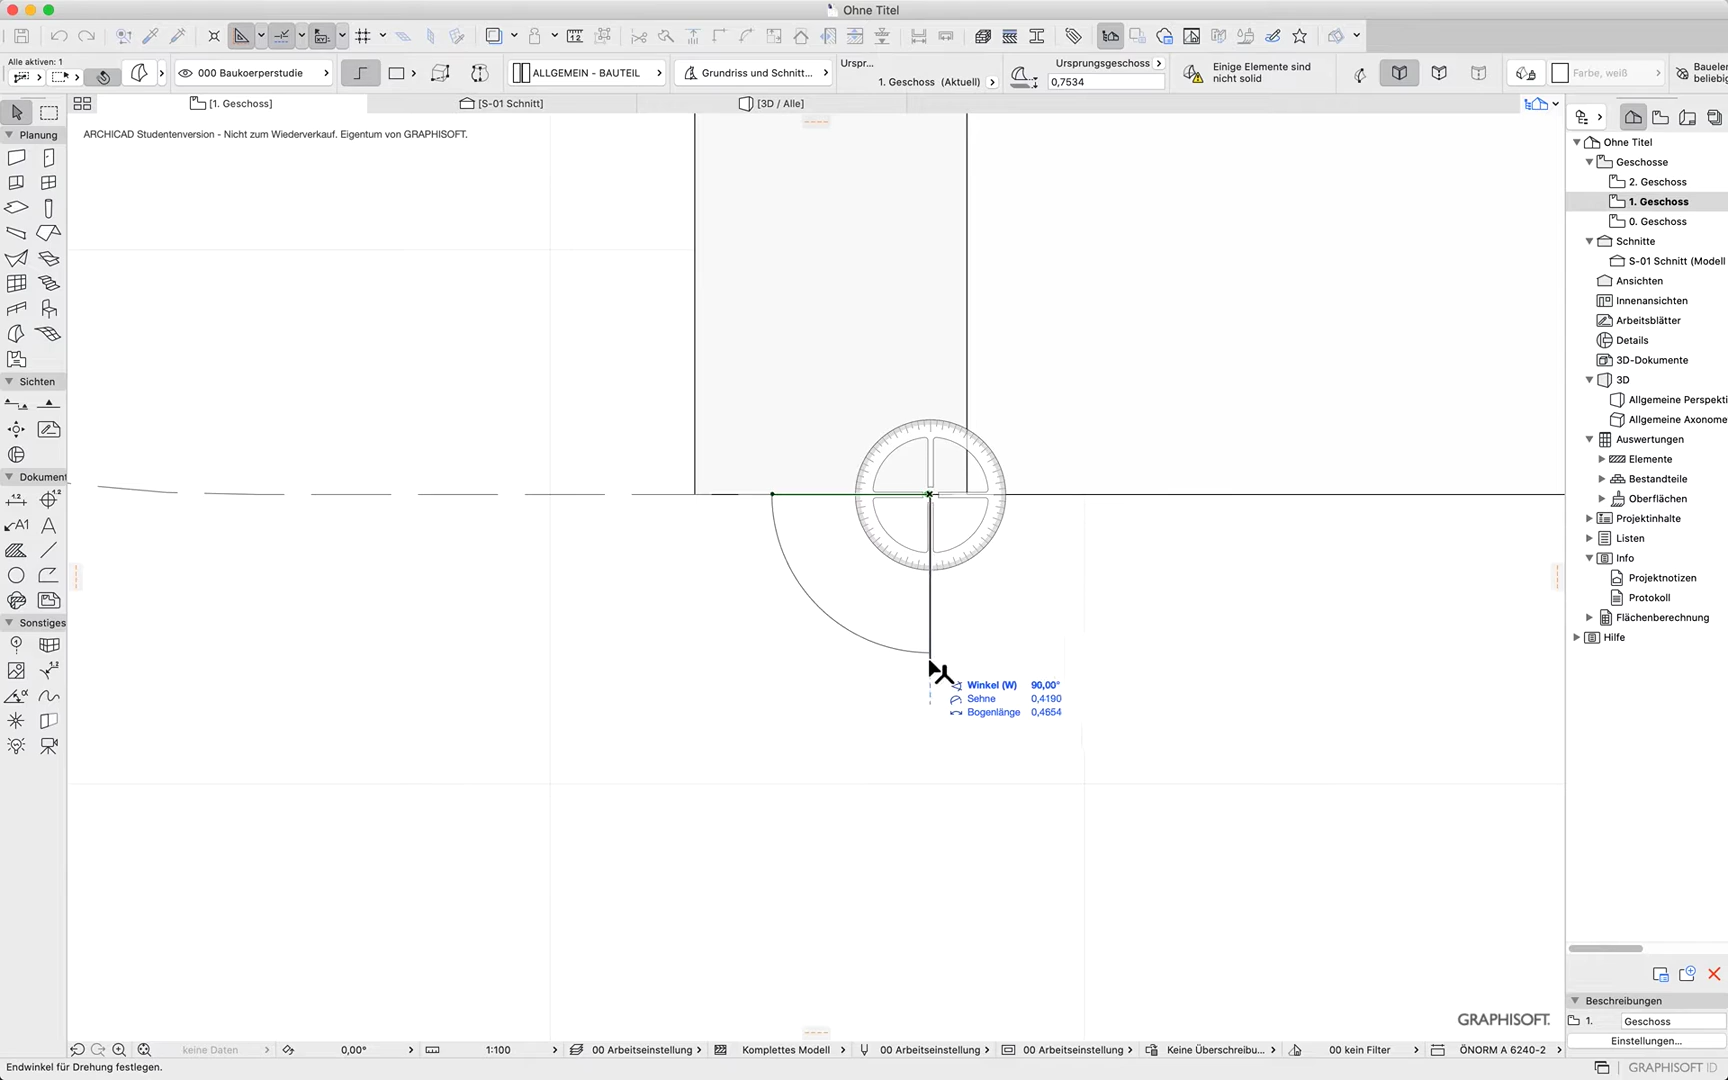 Ohne Titel
Alle aktiven: 1
000 Baukoerperstudie
ALLGEMEIN - BAUTEIL
Grundriss und Schnitt...
Urspr...
1. Geschoss (Aktuell)
Ursprungsgeschoss
0,7534
Einige Elemente sind
nicht solid
Farbe, weiß
Baueler
beliebig
[1. Geschoss]
[S-01 Schnitt]
[3D / Alle]
ARCHICAD Studentenversion - Nicht zum Wiederverkauf. Eigentum von GRAPHISOFT.
Planung
Sichten
Dokument
Sonstiges
Winkel (W) 90,00°
Sehne 0,4190
Bogenlänge 0,4654
Ohne Titel
Geschosse
2. Geschoss
1. Geschoss
0. Geschoss
Schnitte
S-01 Schnitt (Modell
Ansichten
Innenansichten
Arbeitsblätter
Details
3D-Dokumente
3D
Allgemeine Perspekti
Allgemeine Axonome
Auswertungen
Elemente
Bestandteile
Oberflächen
Projektinhalte
Listen
Info
Projektnotizen
Protokoll
Flächenberechnung
Hilfe
Beschreibungen
1. Geschoss
Einstellungen...
GRAPHISOFT.
keine Daten
0,00°
1:100
00 Arbeitseinstellung
Komplettes Modell
00 Arbeitseinstellung
00 Arbeitseinstellung
Keine Überschreibu...
00 kein Filter
ÖNORM A 6240-2
Endwinkel für Drehung festlegen.
GRAPHISOFT ID